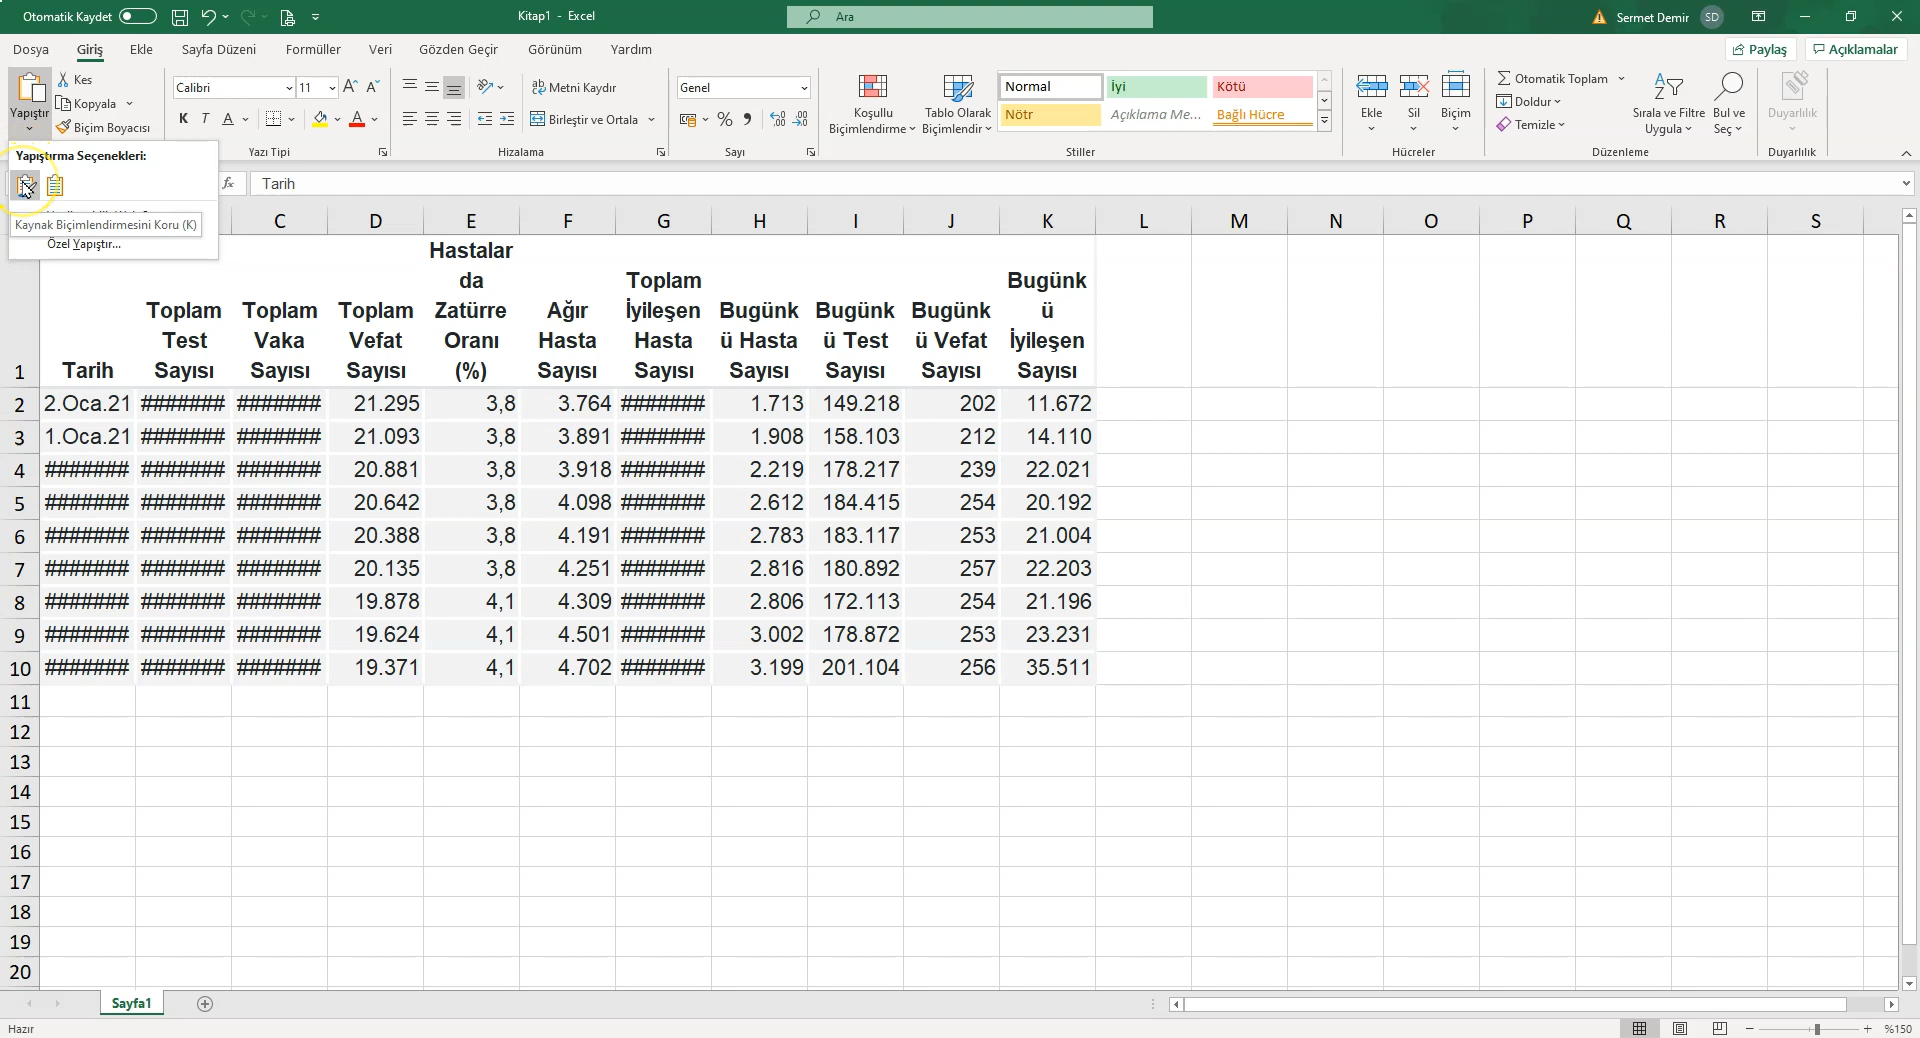 Otomatik Kaydet
Kitap1 - Excel
Ara
Sermet Demir SD
Dosya Giriş Ekle Sayfa Düzeni Formüller Veri Gözden Geçir Görünüm Yardım
Paylaş Açıklamalar
Yapıştır
Kes
Kopyala
Biçim Boyacısı
Calibri 11
K T A
Yazı Tipi
Metni Kaydır
Birleştir ve Ortala
Hizalama
Genel
Sayı
Koşullu Biçimlendirme
Tablo Olarak Biçimlendir
Normal İyi Kötü
Nötr Açıklama Me... Bağlı Hücre
Stiller
Ekle Sil Biçim
Hücreler
Otomatik Toplam
Doldur
Temizle
Sırala ve Filtre Uygula
Bul ve Seç
Düzenleme
Duyarlılık
Duyarlılık
Yapıştırma Seçenekleri:
Kaynak Biçimlendirmesini Koru (K)
Özel Yapıştır...
fx Tarih
C D E F G H I J K L M N O P Q R S
1 Tarih Toplam Test Sayısı Toplam Vaka Sayısı Toplam Vefat Sayısı Hastalar da Zatürre Oranı (%) Ağır Hasta Sayısı Toplam İyileşen Hasta Sayısı Bugünk ü Hasta Sayısı Bugünk ü Test Sayısı Bugünk ü Vefat Sayısı Bugünk ü İyileşen Sayısı
2 2.Oca.21 ####### ####### 21.295 3,8 3.764 ####### 1.713 149.218 202 11.672
3 1.Oca.21 ####### ####### 21.093 3,8 3.891 ####### 1.908 158.103 212 14.110
4 ####### ####### ####### 20.881 3,8 3.918 ####### 2.219 178.217 239 22.021
5 ####### ####### ####### 20.642 3,8 4.098 ####### 2.612 184.415 254 20.192
6 ####### ####### ####### 20.388 3,8 4.191 ####### 2.783 183.117 253 21.004
7 ####### ####### ####### 20.135 3,8 4.251 ####### 2.816 180.892 257 22.203
8 ####### ####### ####### 19.878 4,1 4.309 ####### 2.806 172.113 254 21.196
9 ####### ####### ####### 19.624 4,1 4.501 ####### 3.002 178.872 253 23.231
10 ####### ####### ####### 19.371 4,1 4.702 ####### 3.199 201.104 256 35.511
11
12
13
14
15
16
17
18
19
20
Sayfa1
Hazır
%150